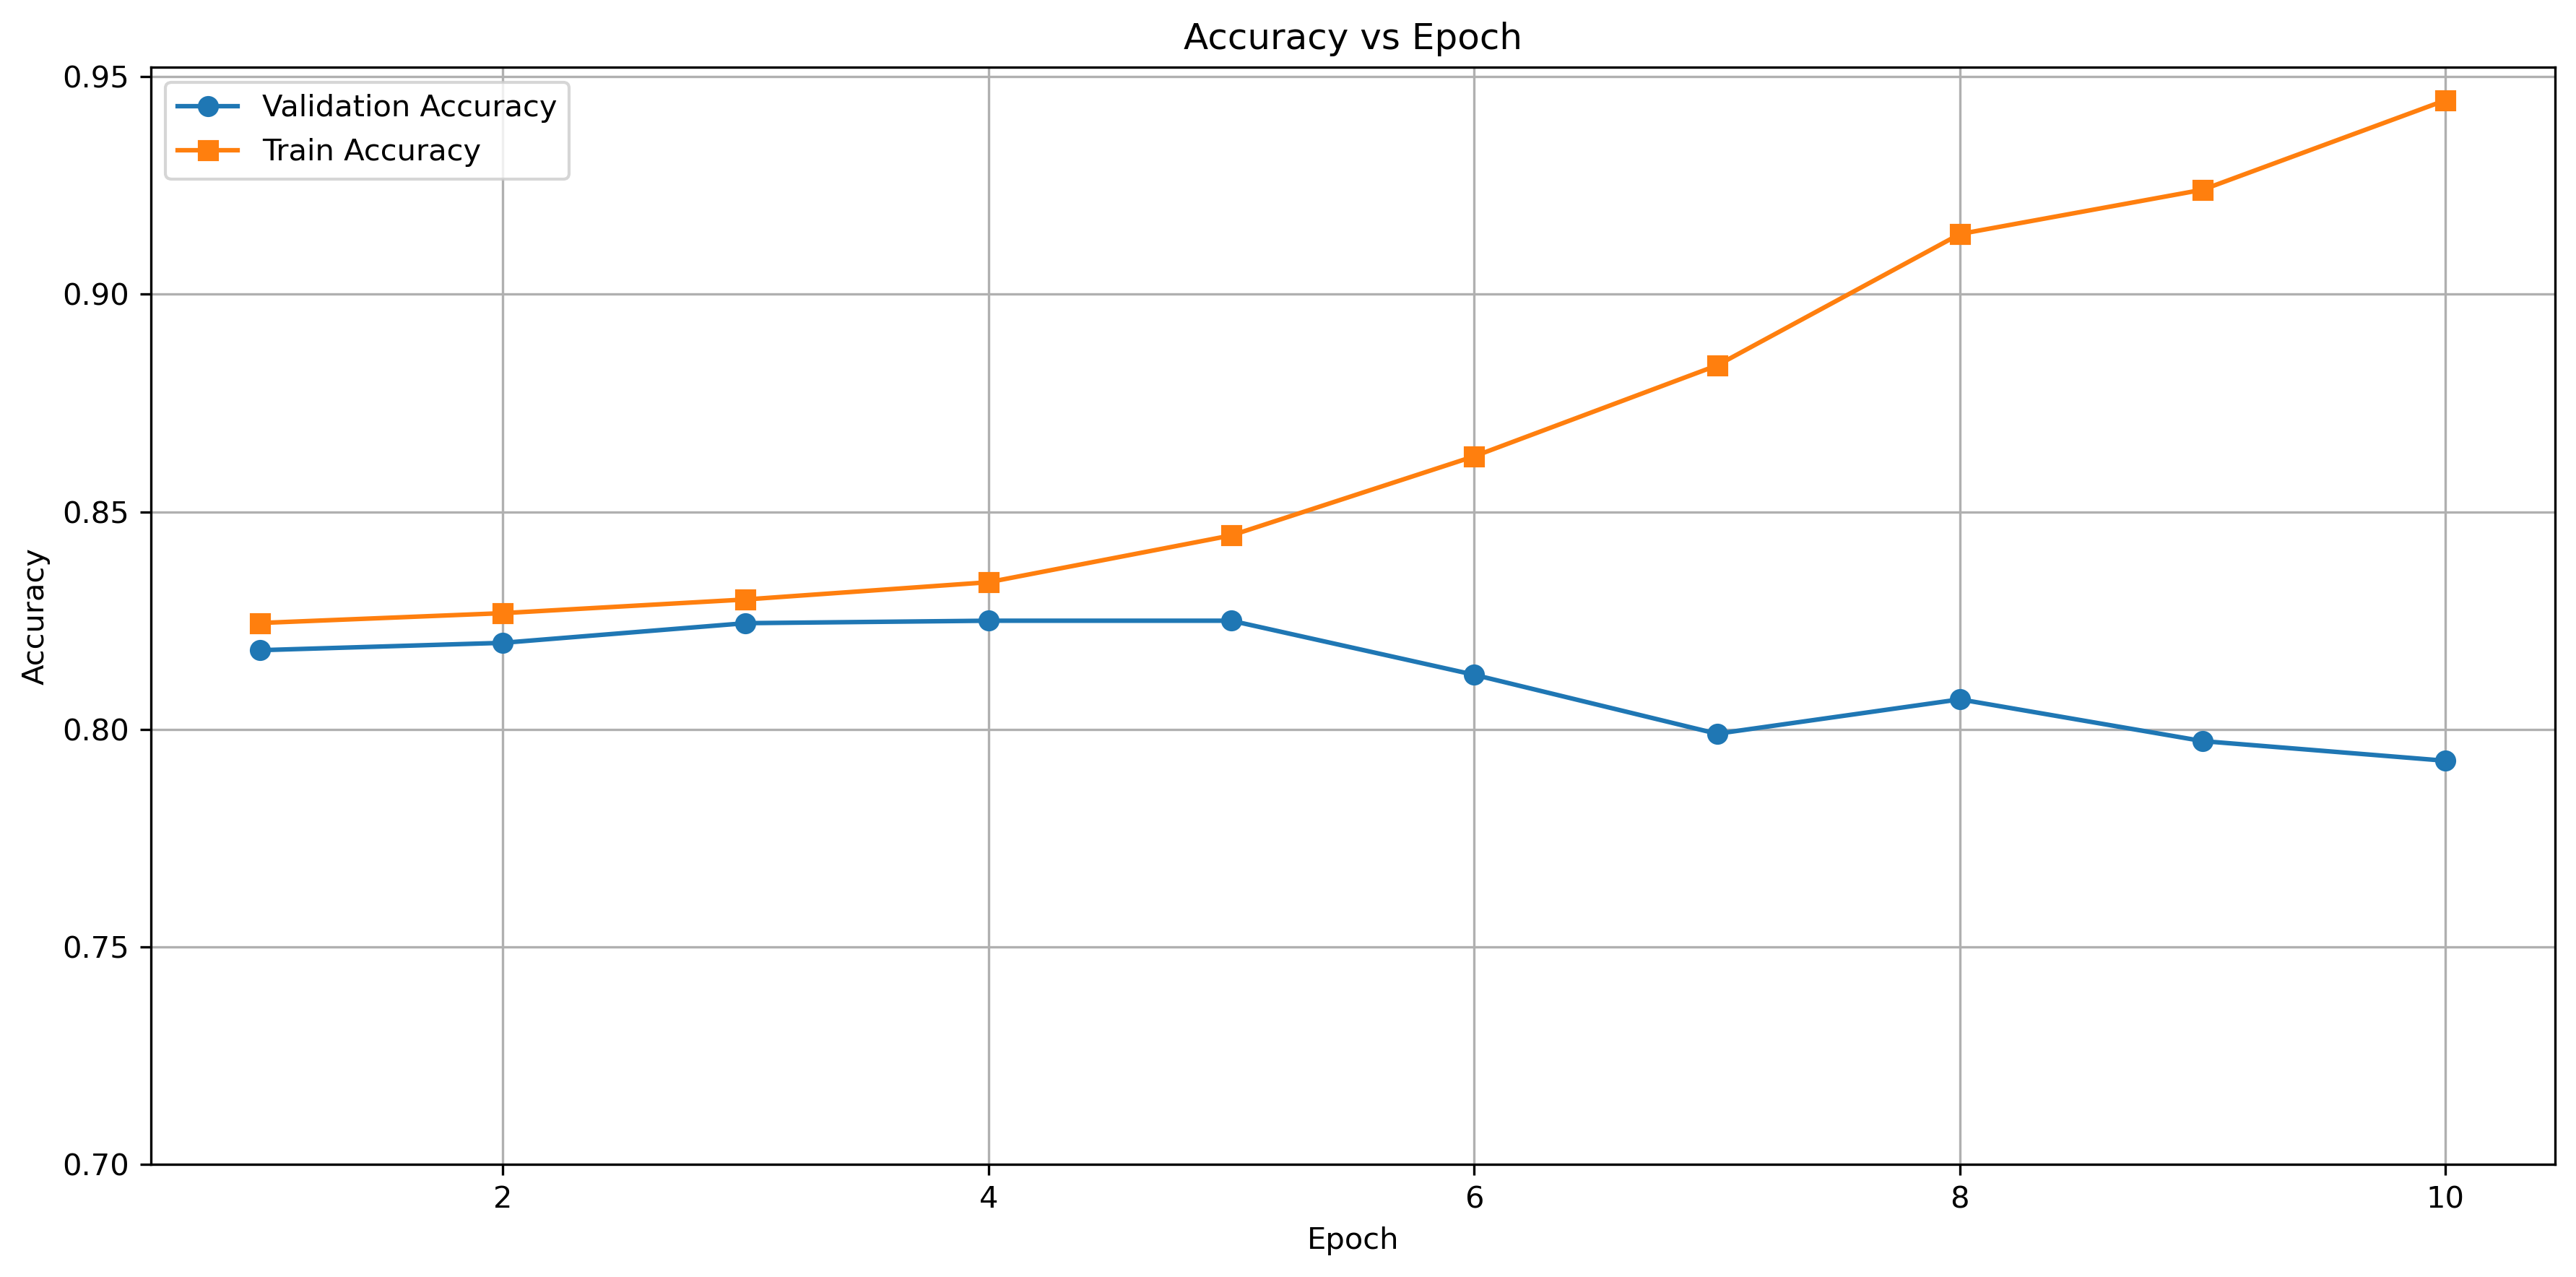 Accuracy vs Epoch
0.95
Validation Accuracy
Train Accuracy
0.90
0.85
Accuracy
0.80
0.75
0.70
2 4 6 8 10
Epoch